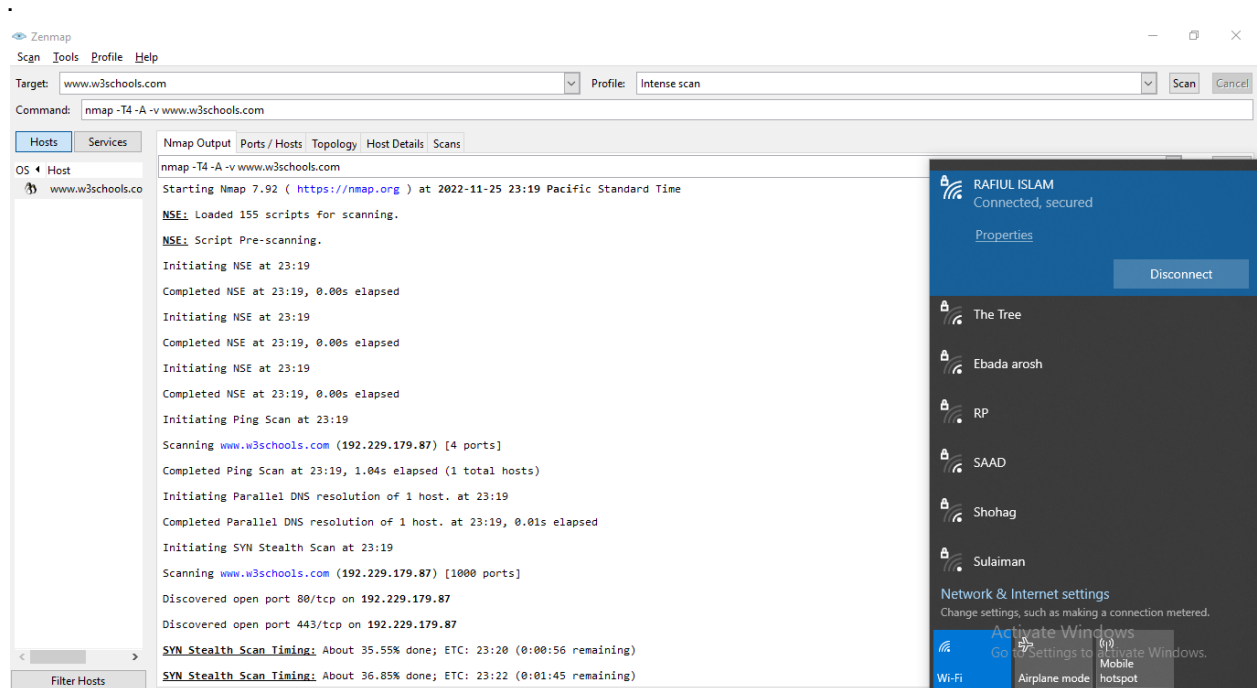 .
Zenmap
Scan Tools Profile Help
Target: www.w3schools.com Profile: Intense scan Scan Cancel
Command: nmap -T4 -A -v www.w3schools.com
Hosts Services
OS Host
www.w3schools.co
Nmap Output Ports / Hosts Topology Host Details Scans
nmap -T4 -A -v www.w3schools.com
Starting Nmap 7.92 ( https://nmap.org ) at 2022-11-25 23:19 Pacific Standard Time
NSE: Loaded 155 scripts for scanning.
NSE: Script Pre-scanning.
Initiating NSE at 23:19
Completed NSE at 23:19, 0.00s elapsed
Initiating NSE at 23:19
Completed NSE at 23:19, 0.00s elapsed
Initiating NSE at 23:19
Completed NSE at 23:19, 0.00s elapsed
Initiating Ping Scan at 23:19
Scanning www.w3schools.com (192.229.179.87) [4 ports]
Completed Ping Scan at 23:19, 1.04s elapsed (1 total hosts)
Initiating Parallel DNS resolution of 1 host. at 23:19
Completed Parallel DNS resolution of 1 host. at 23:19, 0.01s elapsed
Initiating SYN Stealth Scan at 23:19
Scanning www.w3schools.com (192.229.179.87) [1000 ports]
Discovered open port 80/tcp on 192.229.179.87
Discovered open port 443/tcp on 192.229.179.87
SYN Stealth Scan Timing: About 35.55% done; ETC: 23:20 (0:00:56 remaining)
SYN Stealth Scan Timing: About 36.85% done; ETC: 23:22 (0:01:45 remaining)
Filter Hosts
RAFIUL ISLAM
Connected, secured
Properties
Disconnect
The Tree
Ebada arosh
RP
SAAD
Shohag
Sulaiman
Network & Internet settings
Change settings, such as making a connection metered.
Activate Windows
Go to Settings to activate Windows.
Wi-Fi
Airplane mode
Mobile
hotspot